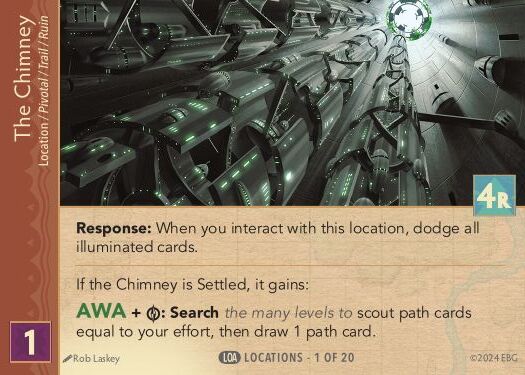 The Chimney
Location / Pivotal / Trail / Ruin
4R
Response: When you interact with this location, dodge all
illuminated cards.
If the Chimney is Settled, it gains:
AWA + : Search the many levels to scout path cards
equal to your effort, then draw 1 path card.
1
Rob Laskey
LOA LOCATIONS - 1 OF 20
©2024 EBG